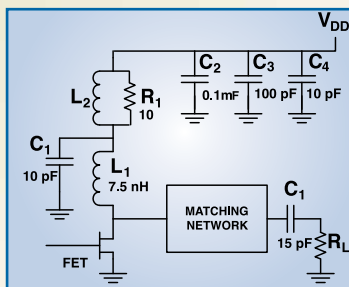 VDD
C2
C3
C4
0.1mF
100 pF
10 pF
L2
R1
10
C1
10 pF
L1
7.5 nH
MATCHING
NETWORK
C1
15 pF
RL
FET